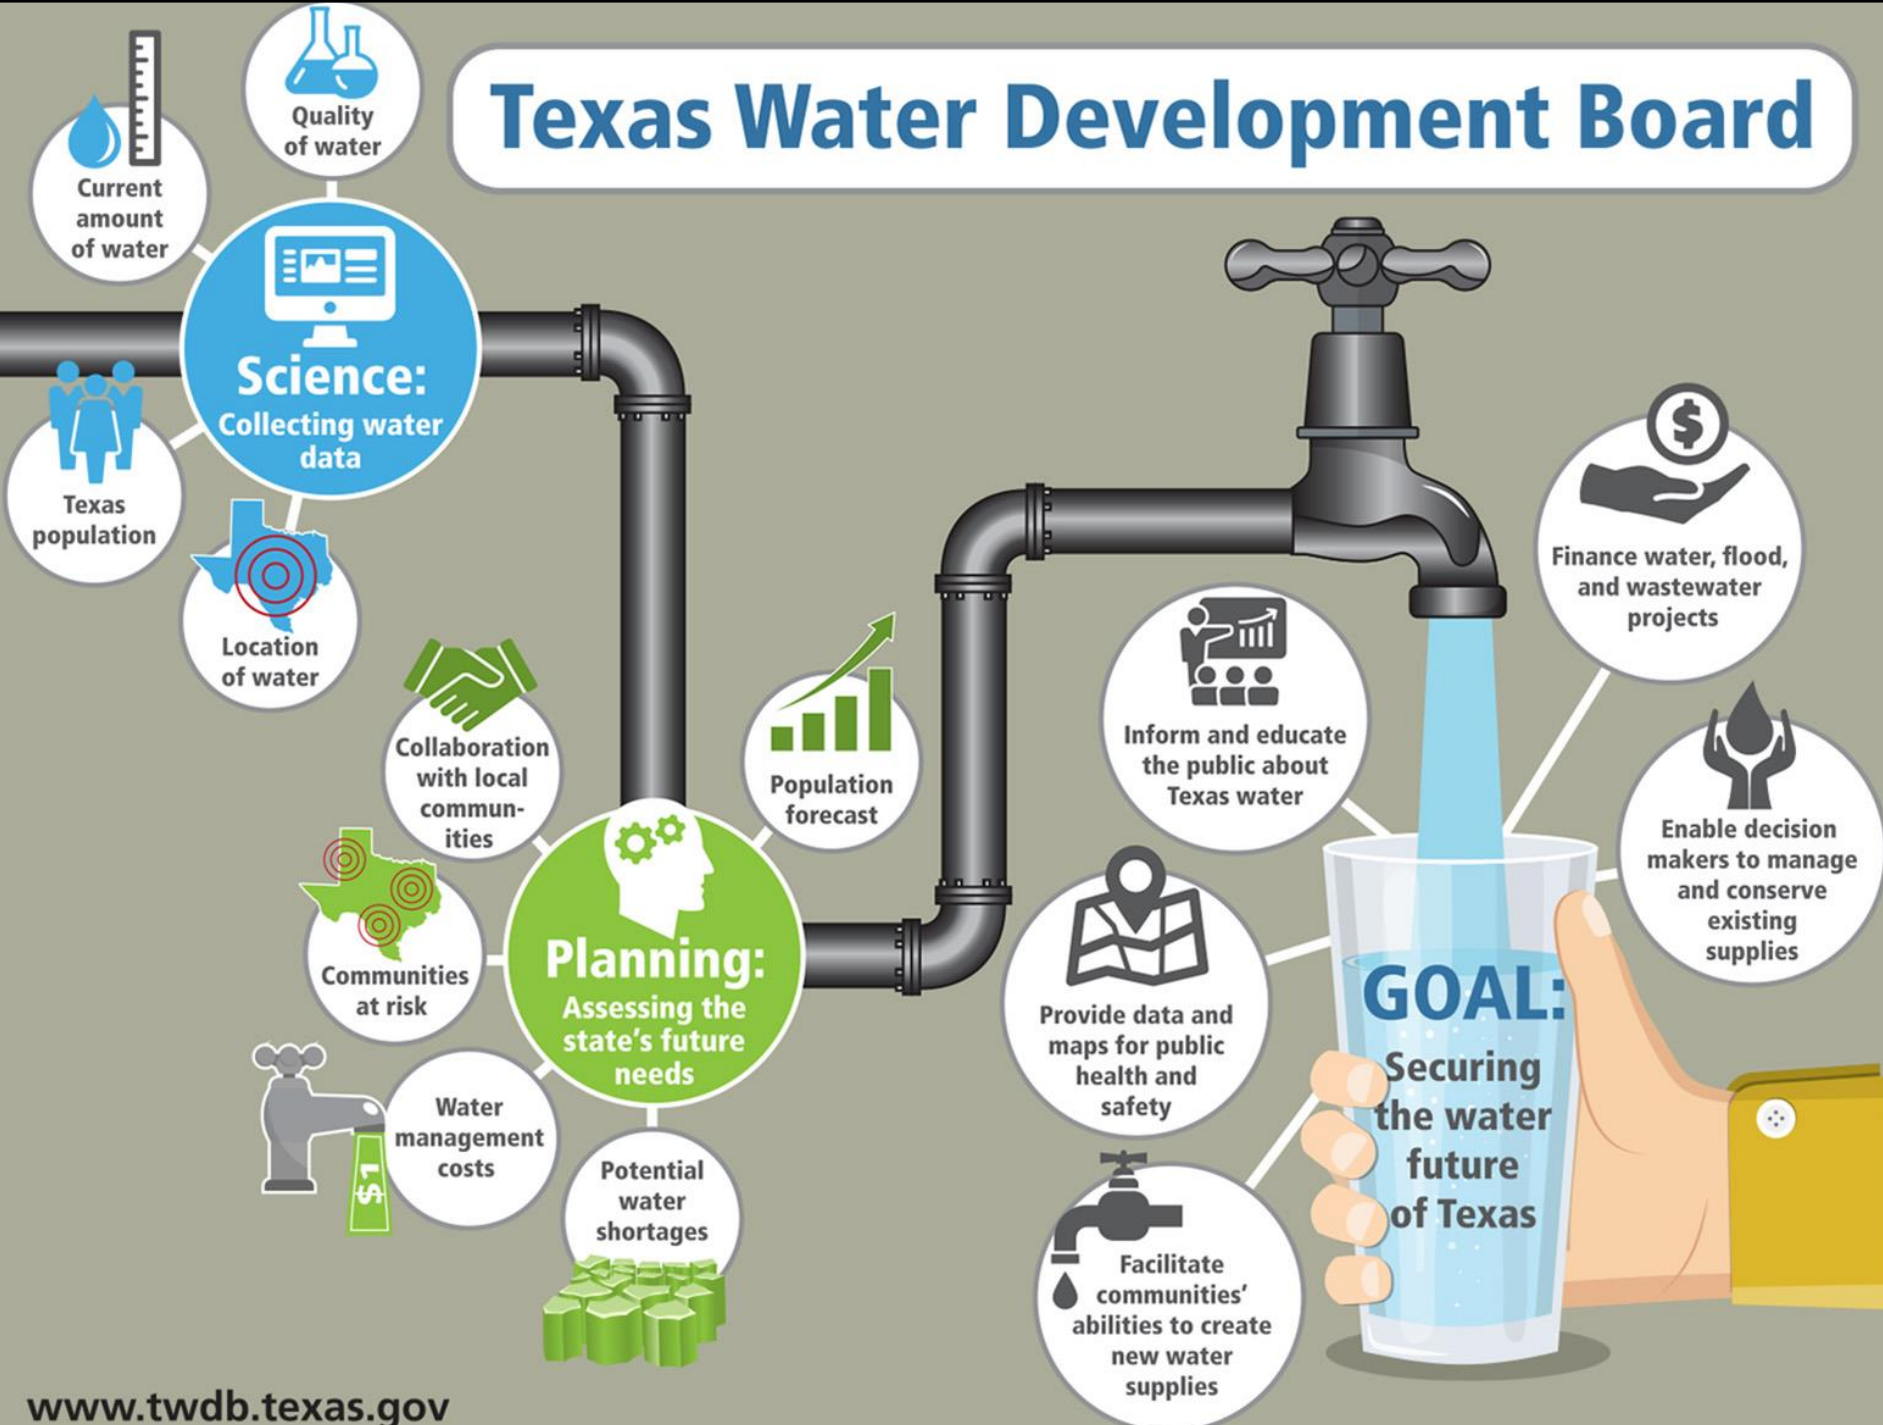 Texas Water Development Board
Quality
of water
Current
amount
of water
Science:
Collecting water
data
Texas
population
Location
of water
Collaboration
with local
commun-
ities
Population
forecast
Communities
at risk
Planning:
Assessing the
state's future
needs
Water
management
costs
$1
Potential
water
shortages
$
Finance water, flood,
and wastewater
projects
Inform and educate
the public about
Texas water
Enable decision
makers to manage
and conserve
existing
supplies
Provide data and
maps for public
health and
safety
Facilitate
communities'
abilities to create
new water
supplies
GOAL:
Securing
the water
future
of Texas
www.twdb.texas.gov